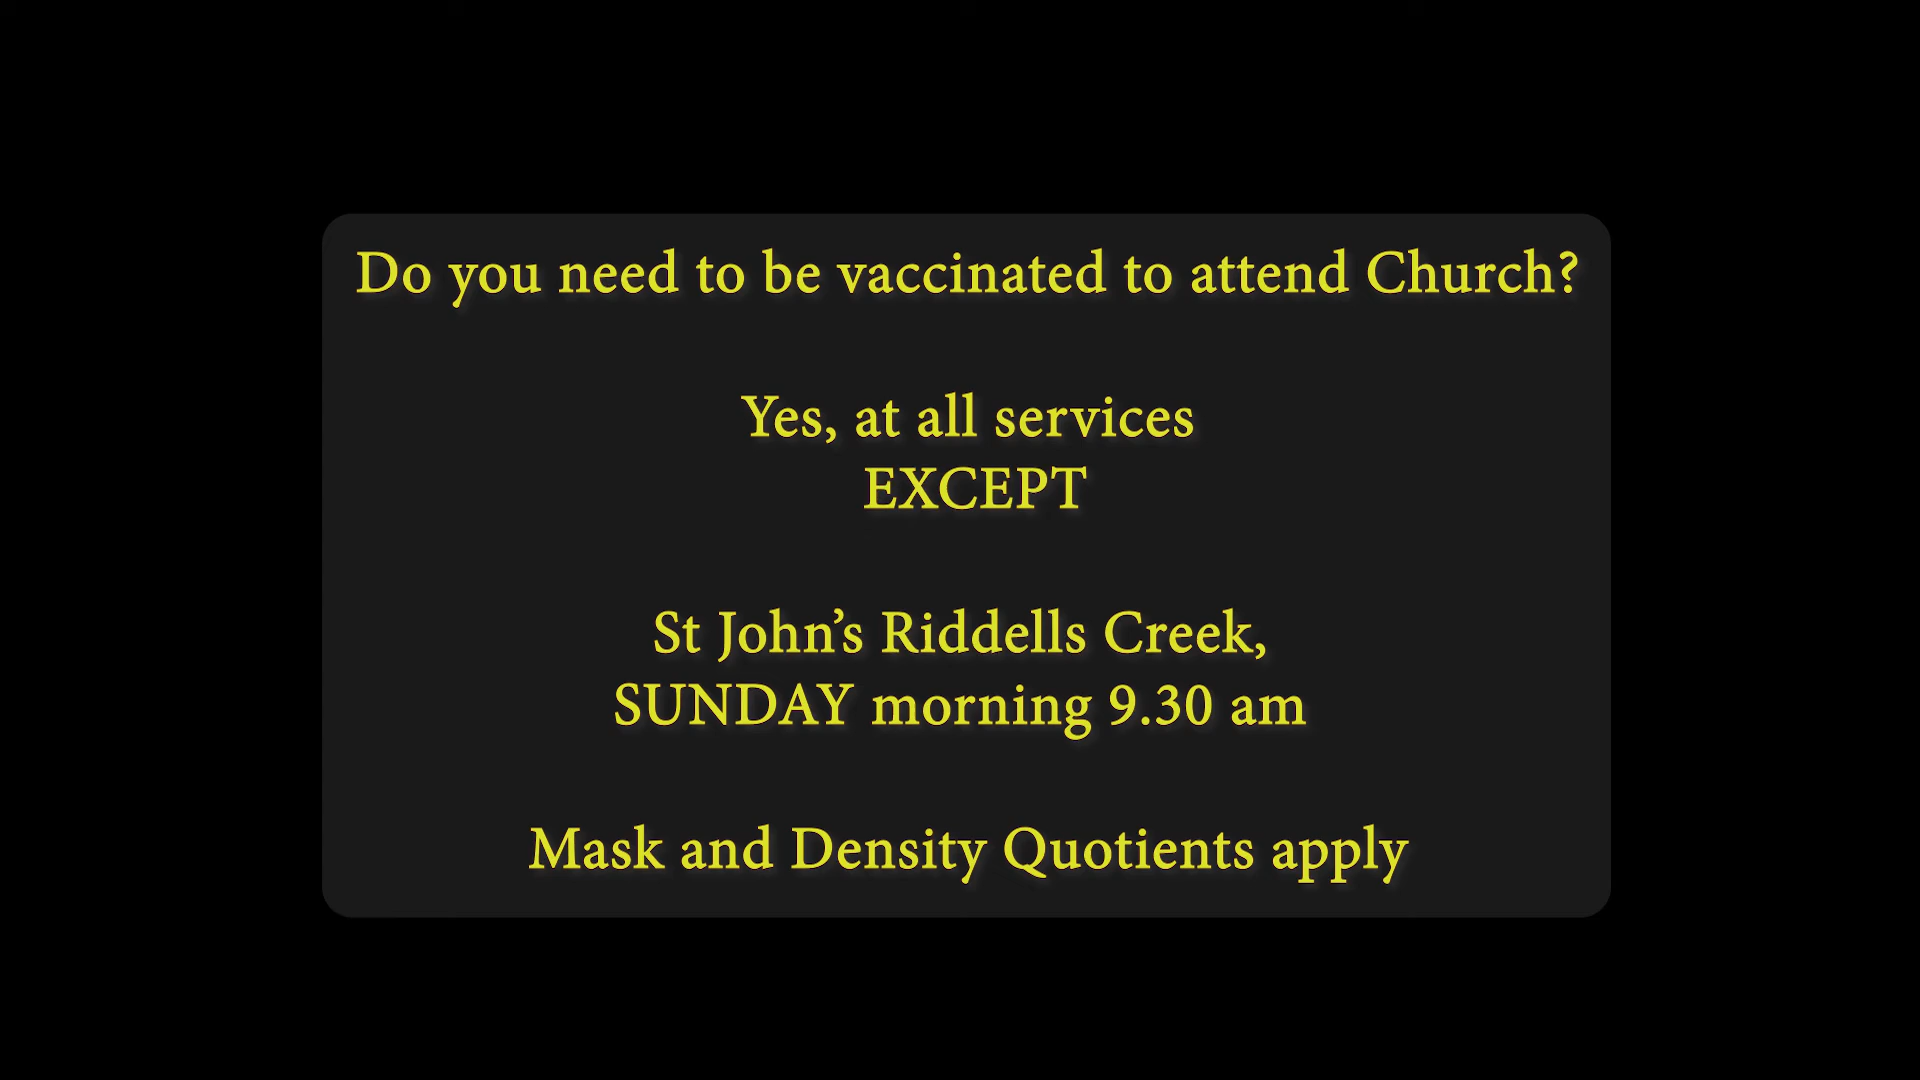 Do you need to be vaccinated to attend Church?
Yes, at all services
EXCEPT
St John’s Riddells Creek,
SUNDAY morning 9.30 am
Mask and Density Quotients apply